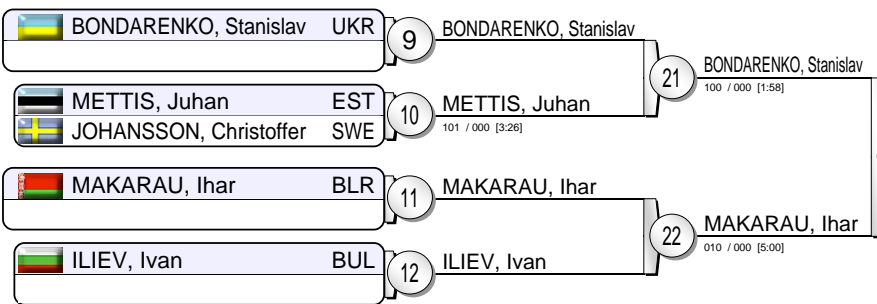 BONDARENKO, Stanislav UKR
9
BONDARENKO, Stanislav
21
BONDARENKO, Stanislav
100 / 000 [1:58]
METTIS, Juhan EST
JOHANSSON, Christoffer SWE
10
METTIS, Juhan
101 / 000 [3:26]
MAKARAU, Ihar BLR
11
MAKARAU, Ihar
22
MAKARAU, Ihar
010 / 000 [5:00]
ILIEV, Ivan BUL
12
ILIEV, Ivan